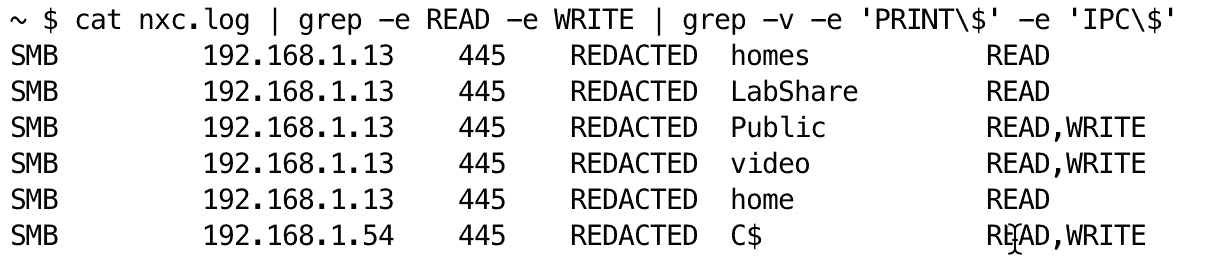 ~ $ cat nxc.log | grep -e READ -e WRITE | grep -v -e 'PRINT\$' -e 'IPC\$'
SMB 192.168.1.13 445 REDACTED homes READ
SMB 192.168.1.13 445 REDACTED LabShare READ
SMB 192.168.1.13 445 REDACTED Public READ,WRITE
SMB 192.168.1.13 445 REDACTED video READ,WRITE
SMB 192.168.1.13 445 REDACTED home READ
SMB 192.168.1.54 445 REDACTED C$ READ,WRITE